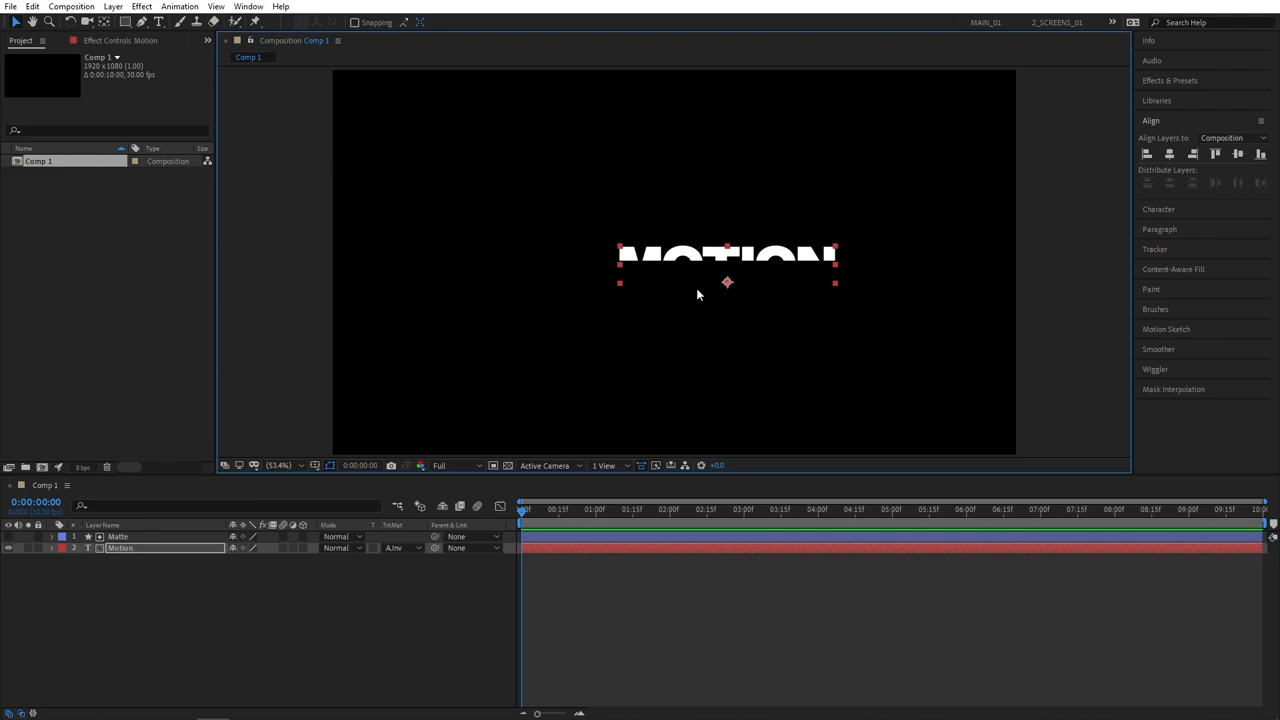 File Edit Composition Layer Effect Animation View Window Help
Snapping MAIN_01 2_SCREENS_01 Search Help
Project Effect Controls Motion Composition Comp 1 Info
Comp 1
1920 x 1080 (1.00)
Δ 0:00:10:00, 30.00 fps
Comp 1
Audio
Effects & Presets
Libraries
Align
Align Layers to: Composition
Name Type Size
Comp 1 Composition
Distribute Layers:
Character
Paragraph
Tracker
Content-Aware Fill
Paint
Brushes
Motion Sketch
Smoother
Wiggler
Mask Interpolation
MOTION
8 bpc (53.4%) 0:00:00:00 Full Active Camera 1 View +0.0
Comp 1
0:00:00:00
00000 (30.00 fps)
00:15f 01:00f 01:15f 02:00f 02:15f 03:00f 03:15f 04:00f 04:15f 05:00f 05:15f 06:00f 06:15f 07:00f 07:15f 08:00f 08:15f 09:00f 09:15f 10:00
# Layer Name Mode T .TrkMat Parent & Link
1 Matte Normal None
2 Motion Normal A.Inv None